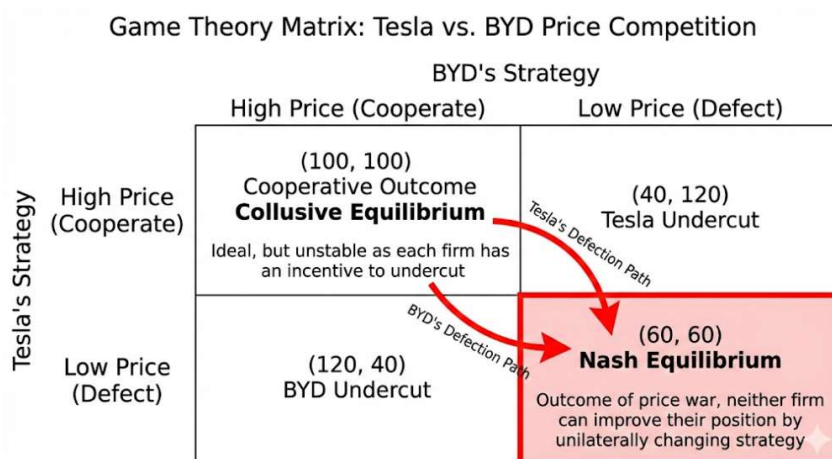 Game Theory Matrix: Tesla vs. BYD Price Competition
BYD's Strategy
High Price (Cooperate)
Low Price (Defect)
Tesla's Strategy
High Price
(Cooperate)
(100, 100)
Cooperative Outcome
Collusive Equilibrium
Ideal, but unstable as each firm has
an incentive to undercut
(40, 120)
Tesla Undercut
Tesla's Defection Path
BYD's Defection Path
Low Price
(Defect)
(120, 40)
BYD Undercut
(60, 60)
Nash Equilibrium
Outcome of price war, neither firm
can improve their position by
unilaterally changing strategy